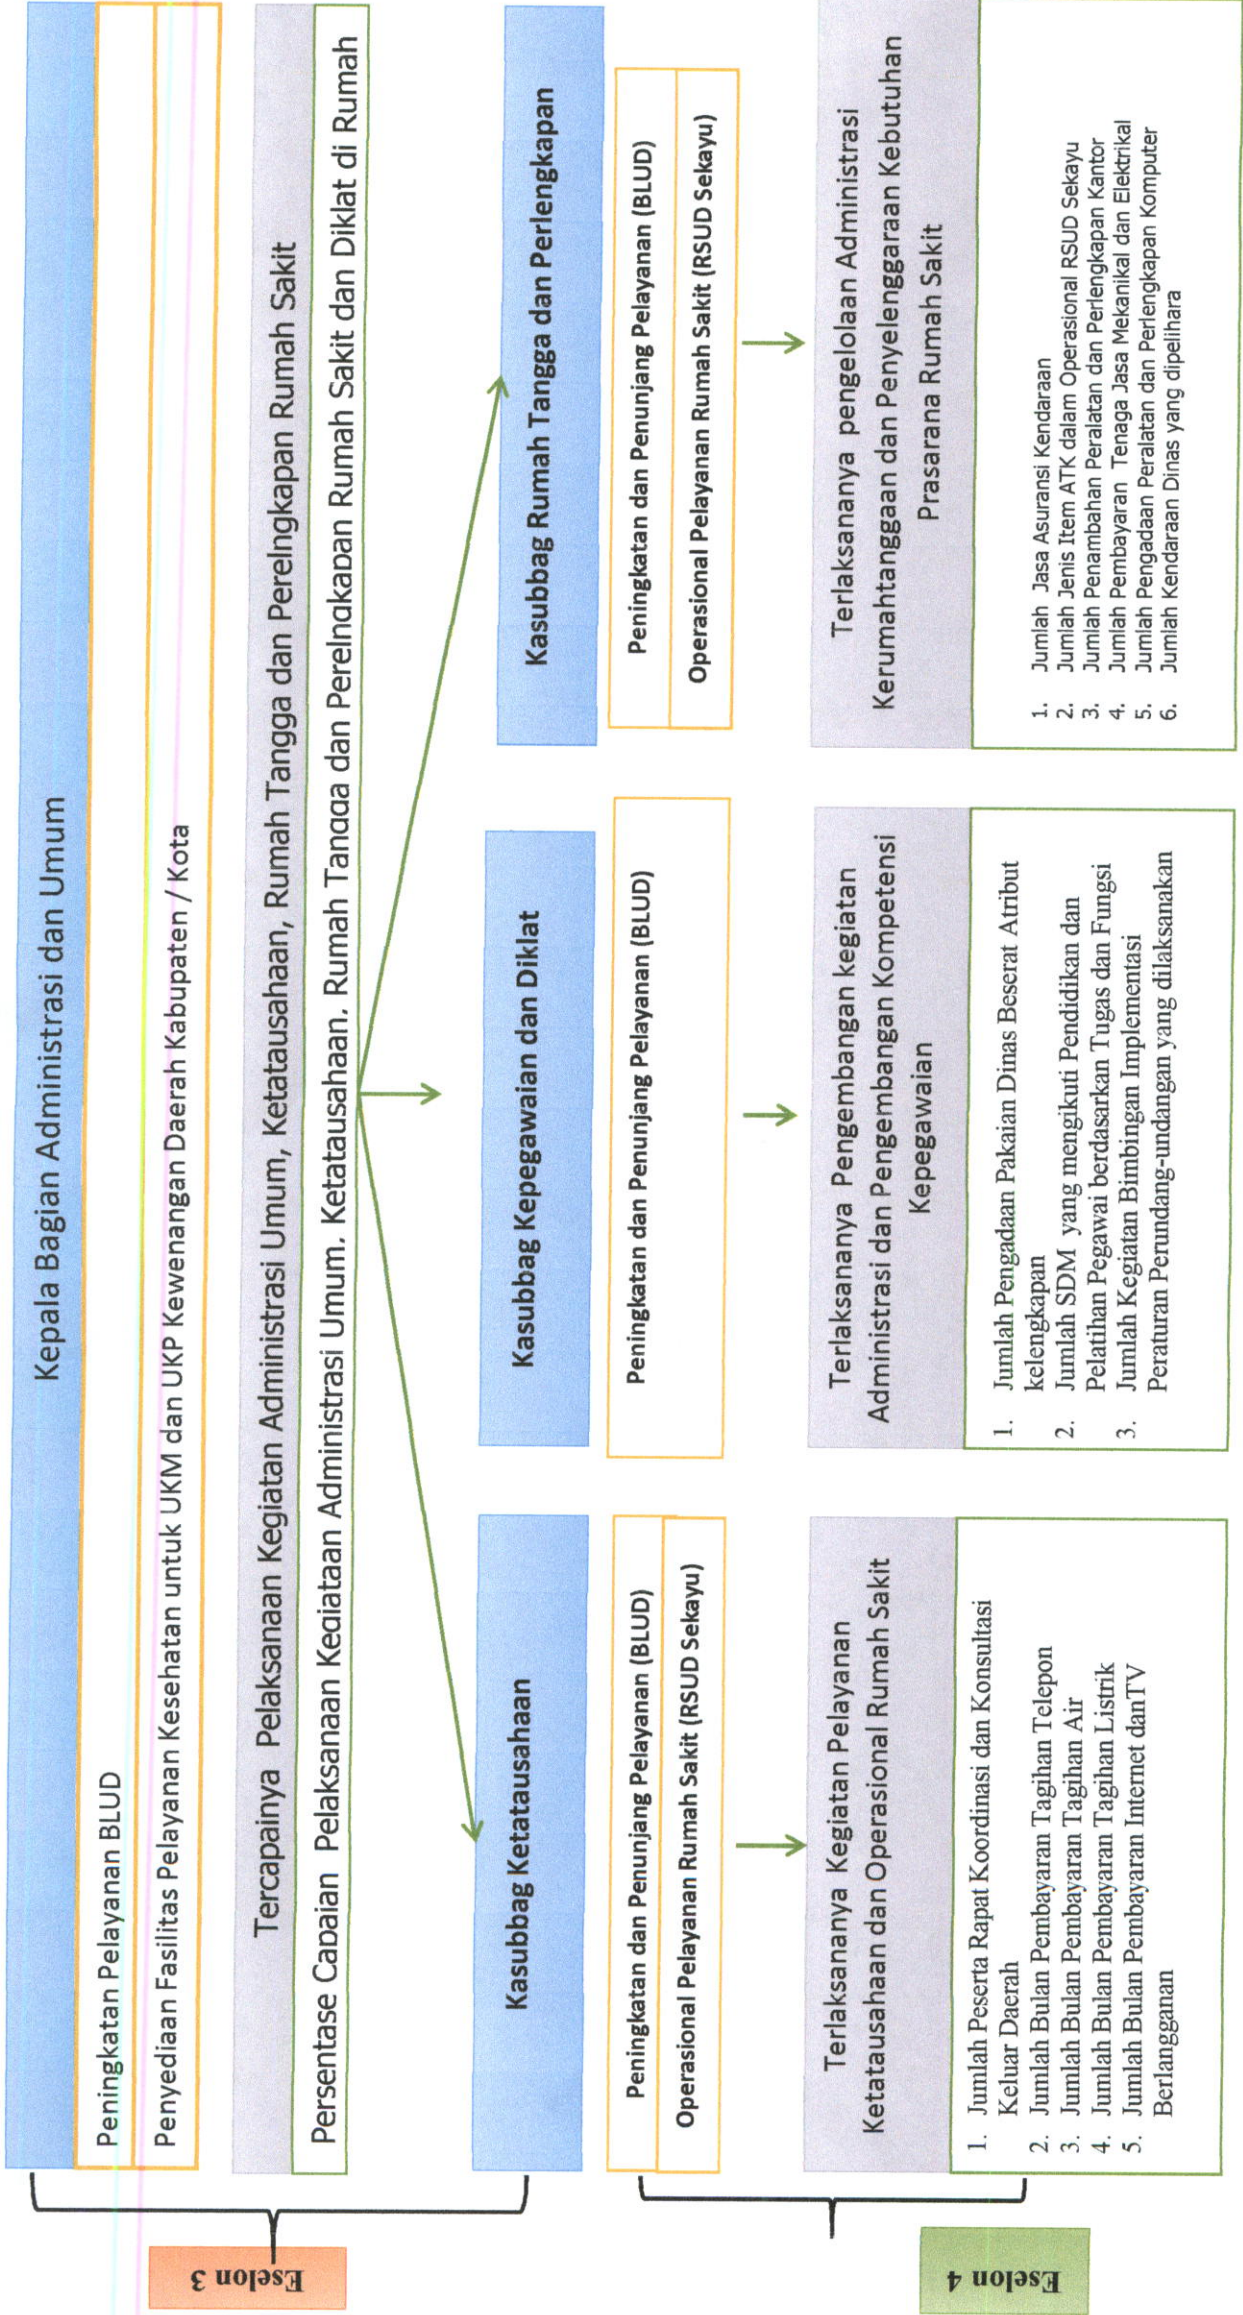 Kepala Bagian Administrasi dan Umum
Peningkatan Pelayanan BLUD
Penyediaan Fasilitas Pelayanan Kesehatan untuk UKM dan UKP Kewenangan Daerah Kabupaten / Kota
Tercapainya Pelaksanaan Kegiatan Administrasi Umum, Ketatausahaan, Rumah Tangga dan Perelngkapan Rumah Sakit
Persentase Capaian Pelaksanaan Kegiataan Administrasi Umum. Ketatausahaan. Rumah Tangga dan Perelngkapan Rumah Sakit dan Diklat di Rumah
Eselon 3
Kasubbag Ketatausahaan
Peningkatan dan Penunjang Pelayanan (BLUD)
Operasional Pelayanan Rumah Sakit (RSUD Sekayu)
Terlaksananya Kegiatan Pelayanan
Ketatausahaan dan Operasional Rumah Sakit
1. Jumlah Peserta Rapat Koordinasi dan Konsultasi
Keluar Daerah
2. Jumlah Bulan Pembayaran Tagihan Telepon
3. Jumlah Bulan Pembayaran Tagihan Air
4. Jumlah Bulan Pembayaran Tagihan Listrik
5. Jumlah Bulan Pembayaran Internet danTV
Berlangganan
Kasubbag Kepegawaian dan Diklat
Peningkatan dan Penunjang Pelayanan (BLUD)
Terlaksananya Pengembangan kegiatan
Administrasi dan Pengembangan Kompetensi
Kepegawaian
1. Jumlah Pengadaan Pakaian Dinas Beserat Atribut
kelengkapan
2. Jumlah SDM yang mengikuti Pendidikan dan
Pelatihan Pegawai berdasarkan Tugas dan Fungsi
3. Jumlah Kegiatan Bimbingan Implementasi
Peraturan Perundang-undangan yang dilaksanakan
Kasubbag Rumah Tangga dan Perlengkapan
Peningkatan dan Penunjang Pelayanan (BLUD)
Operasional Pelayanan Rumah Sakit (RSUD Sekayu)
Terlaksananya pengelolaan Administrasi
Kerumahtanggaan dan Penyelenggaraan Kebutuhan
Prasarana Rumah Sakit
1. Jumlah Jasa Asuransi Kendaraan
2. Jumlah Jenis Item ATK dalam Operasional RSUD Sekayu
3. Jumlah Penambahan Peralatan dan Perlengkapan Kantor
4. Jumlah Pembayaran Tenaga Jasa Mekanikal dan Elektrikal
5. Jumlah Pengadaan Peralatan dan Perlengkapan Komputer
6. Jumlah Kendaraan Dinas yang dipelihara
Eselon 4